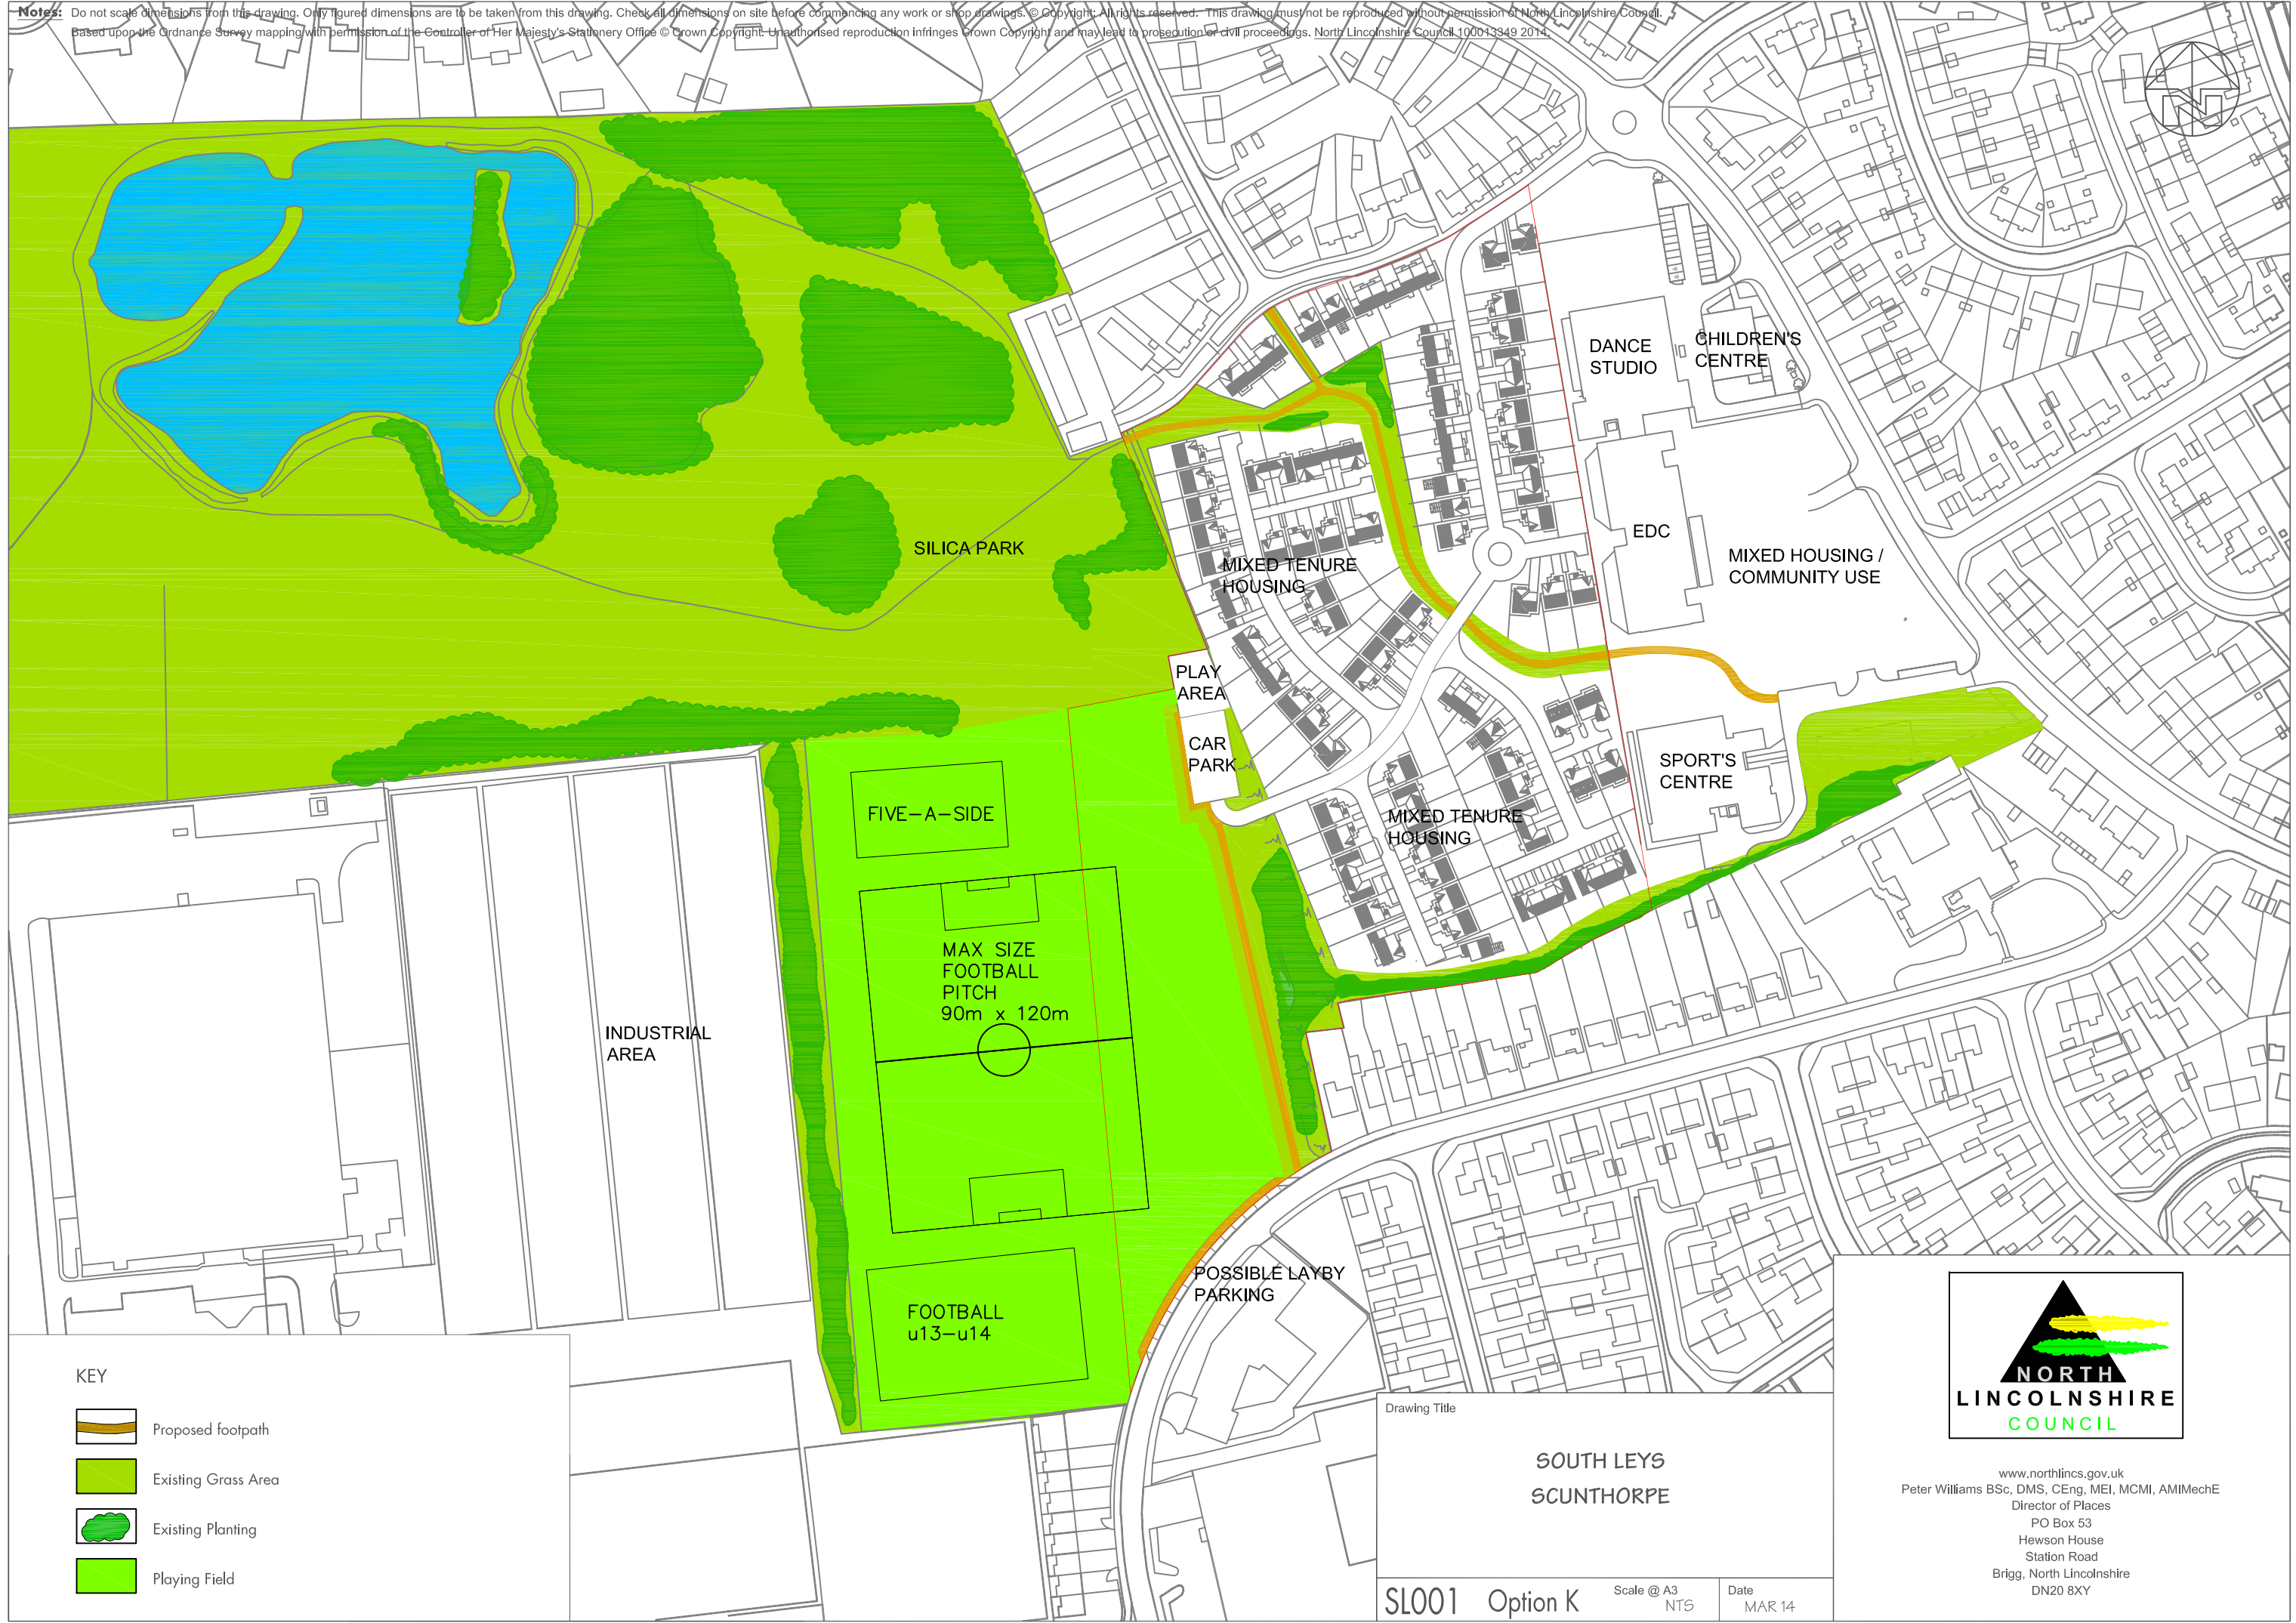 Notes: Do not scale dimensions from this drawing. Only figured dimensions are to be taken from this drawing. Check all dimensions on site before commencing any work or shop drawings. © Copyright: All rights reserved. This drawing must not be reproduced without permission of North Lincolnshire Council.
Based upon the Ordnance Survey mapping with permission of the Controller of Her Majesty's Stationery Office © Crown Copyright. Unauthorised reproduction infringes Crown Copyright and may lead to prosecution or civil proceedings. North Lincolnshire Council 100013349 2014.
N
DANCE
STUDIO
CHILDREN'S
CENTRE
EDC
MIXED HOUSING /
COMMUNITY USE
SILICA PARK
MIXED TENURE
HOUSING
PLAY
AREA
CAR
PARK
SPORT'S
CENTRE
FIVE-A-SIDE
MIXED TENURE
HOUSING
MAX SIZE
FOOTBALL
PITCH
90m x 120m
INDUSTRIAL
AREA
POSSIBLE LAYBY
PARKING
FOOTBALL
u13-u14
KEY
Proposed footpath
Existing Grass Area
Existing Planting
Playing Field
Drawing Title
SOUTH LEYS
SCUNTHORPE
SL001 Option K
Scale @ A3
NTS
Date
MAR 14
NORTH
LINCOLNSHIRE
COUNCIL
www.northlincs.gov.uk
Peter Williams BSc, DMS, CEng, MEI, MCMI, AMIMechE
Director of Places
PO Box 53
Hewson House
Station Road
Brigg, North Lincolnshire
DN20 8XY